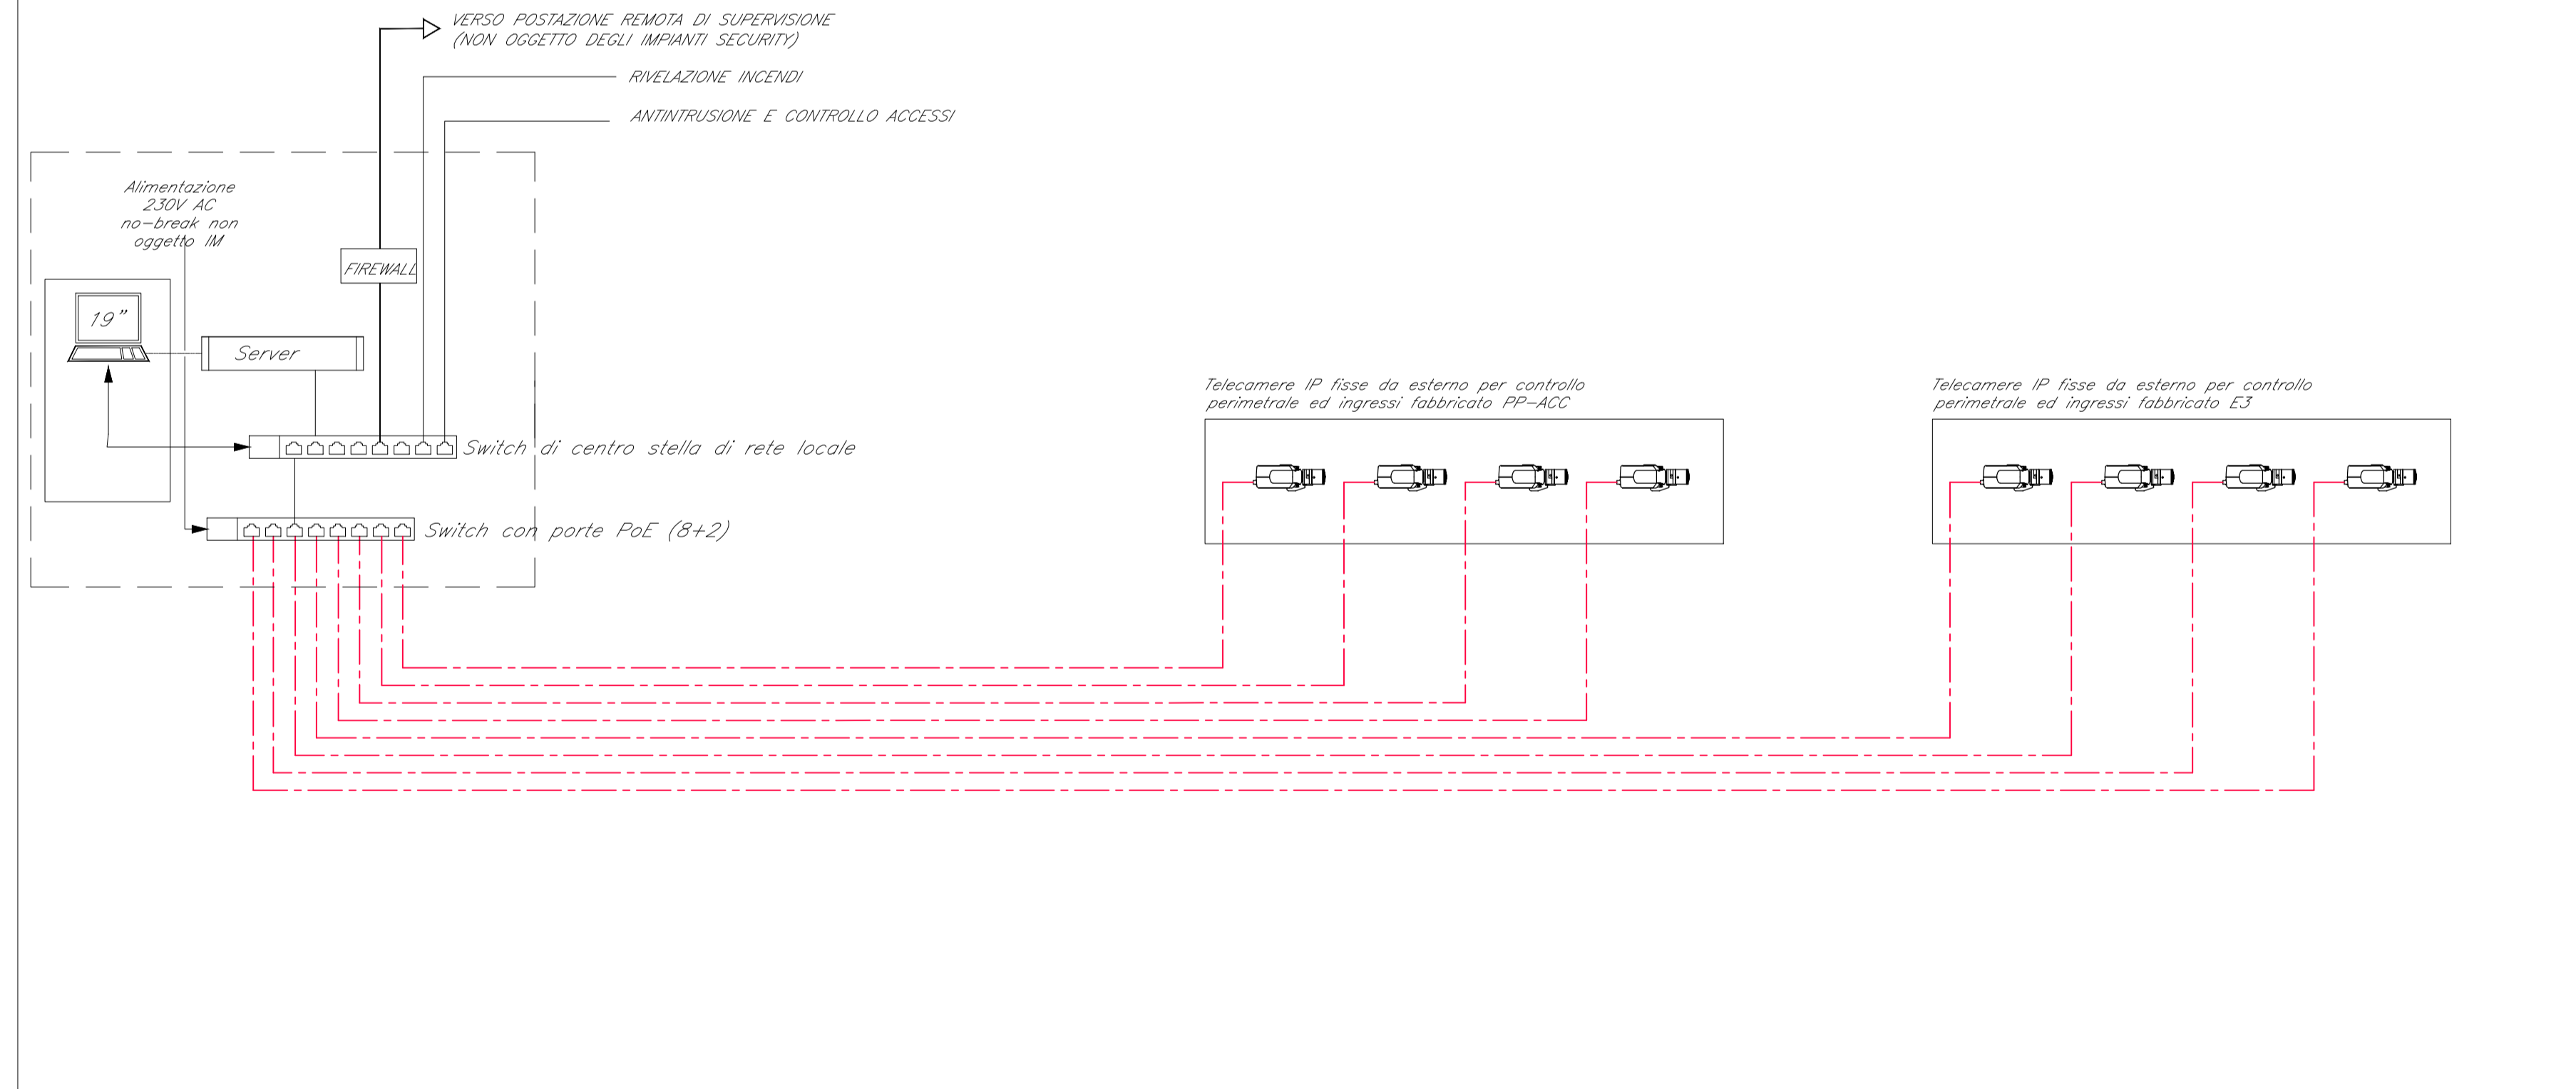 VERSO POSTAZIONE REMOTA DI SUPERVISIONE
(NON OGGETTO DEGLI IMPIANTI SECURITY)
RIVELAZIONE INCENDI
ANTINTRUSIONE E CONTROLLO ACCESSI
Alimentazione
230V AC
no-break non
oggetto IM
FIREWALL
19"
Server
Switch di centro stella di rete locale
Switch con porte PoE (8+2)
Telecamere IP fisse da esterno per controllo
perimetrale ed ingressi fabbricato PP-ACC
Telecamere IP fisse da esterno per controllo
perimetrale ed ingressi fabbricato E3